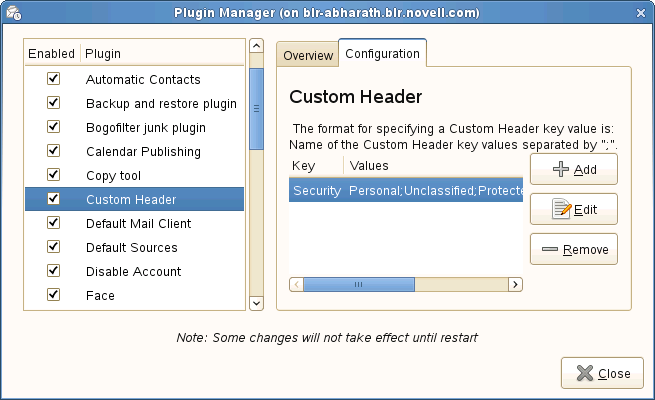 Plugin Manager (on blr-abharath.blr.novell.com)
Enabled Plugin
Automatic Contacts
Backup and restore plugin
Bogofilter junk plugin
Calendar Publishing
Copy tool
Custom Header
Default Mail Client
Default Sources
Disable Account
Face
Overview Configuration
Custom Header
The format for specifying a Custom Header key value is:
Name of the Custom Header key values separated by ";".
Key Values
Security Personal;Unclassified;Protecte
Add
Edit
Remove
Note: Some changes will not take effect until restart
Close